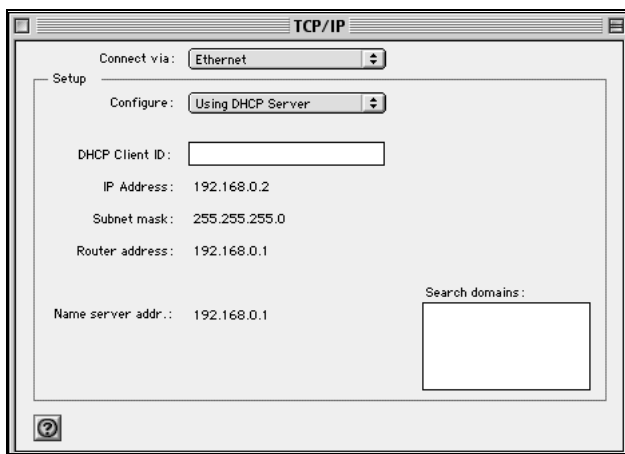 TCP/IP
Connect via: Ethernet
Setup
Configure: Using DHCP Server
DHCP Client ID:
IP Address: 192.168.0.2
Subnet mask: 255.255.255.0
Router address: 192.168.0.1
Search domains:
Name server addr.: 192.168.0.1
?